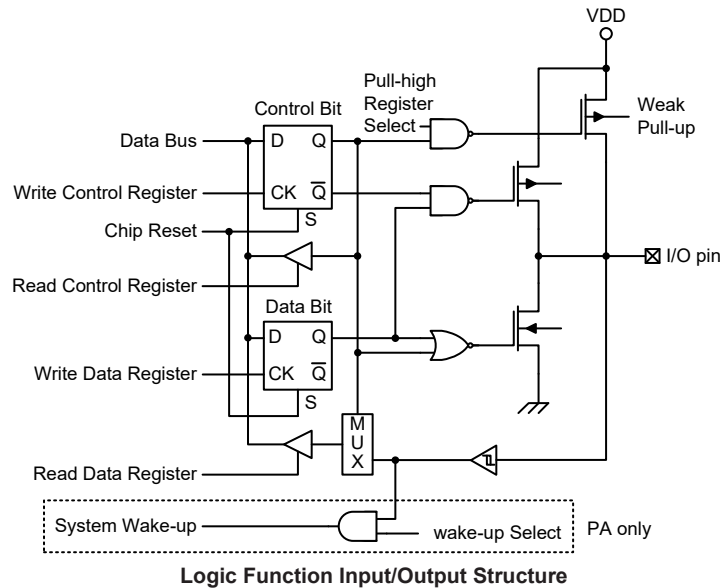 VDD
Pull-high
Register
Select
Weak
Pull-up
Control Bit
Data Bus
D
Q
Write Control Register
CK
Q̅
S
Chip Reset
I/O pin
Read Control Register
Data Bit
D
Q
Write Data Register
CK
Q̅
S
M
U
X
Read Data Register
System Wake-up
wake-up Select
PA only
Logic Function Input/Output Structure